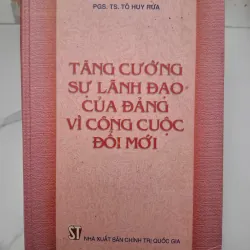 PGS. TS. TÔ HUY RỨA
TĂNG CƯỜNG
SỰ LÃNH ĐẠO
CỦA ĐẢNG
VÌ CÔNG CUỘC
ĐỔI MỚI
ST
NHÀ XUẤT BẢN CHÍNH TRỊ QUỐC GIA